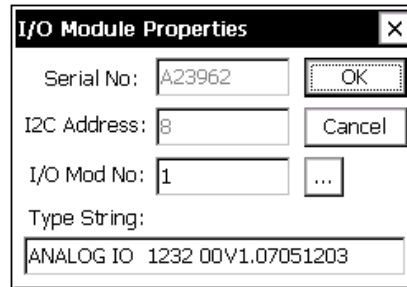 I/O Module Properties
Serial No: A23962 OK
I2C Address: 8 Cancel
I/O Mod No: 1 ...
Type String:
ANALOG IO  1232 00V1.07051203